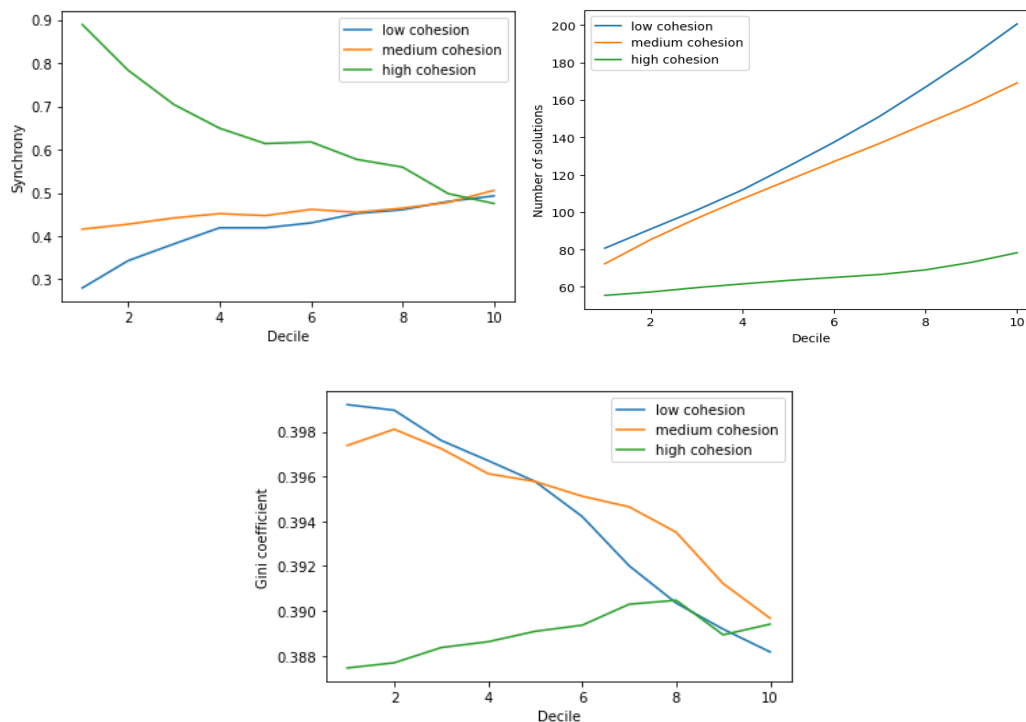 0.9
0.8
0.7
0.6
0.5
0.4
0.3
Synchrony
low cohesion
medium cohesion
high cohesion
2 4 6 8 10
Decile
200
180
160
140
120
100
80
60
Number of solutions
low cohesion
medium cohesion
high cohesion
2 4 6 8 10
Decile
0.398
0.396
0.394
0.392
0.390
0.388
Gini coefficient
low cohesion
medium cohesion
high cohesion
2 4 6 8 10
Decile